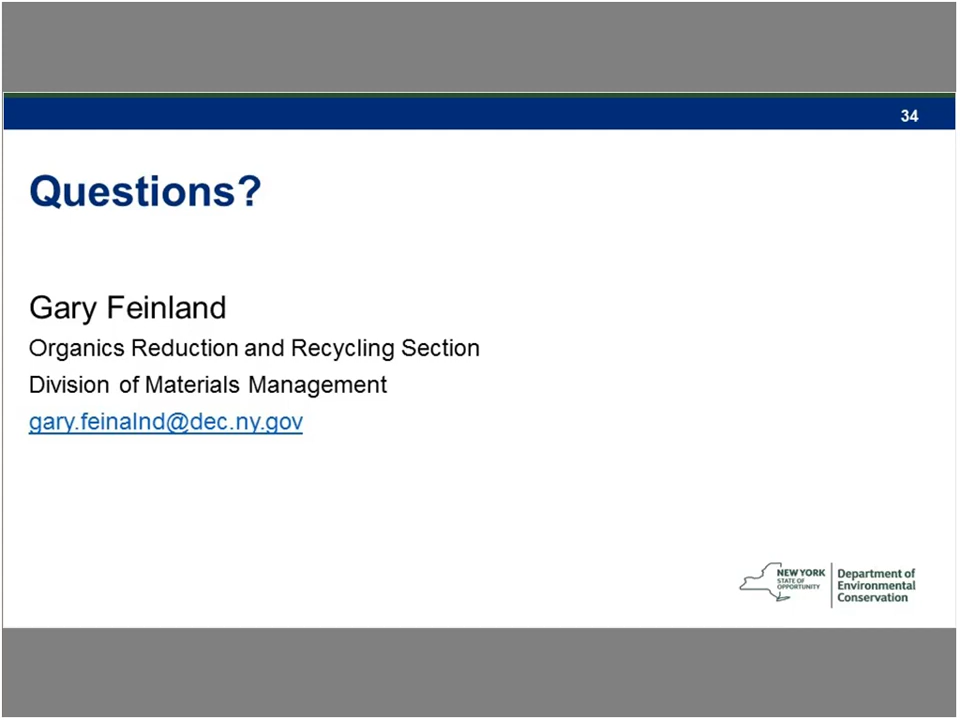 34
Questions?
Gary Feinland
Organics Reduction and Recycling Section
Division of Materials Management
gary.feinalnd@dec.ny.gov
NEW YORK
STATE OF
OPPORTUNITY
Department of
Environmental
Conservation